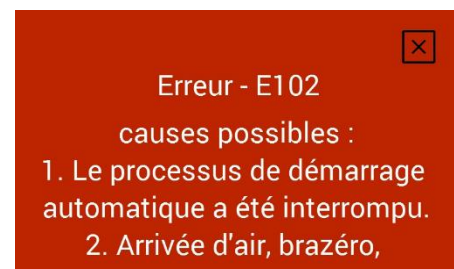 Erreur - E102
causes possibles :
1. Le processus de démarrage
automatique a été interrompu.
2. Arrivée d'air, brazéro,